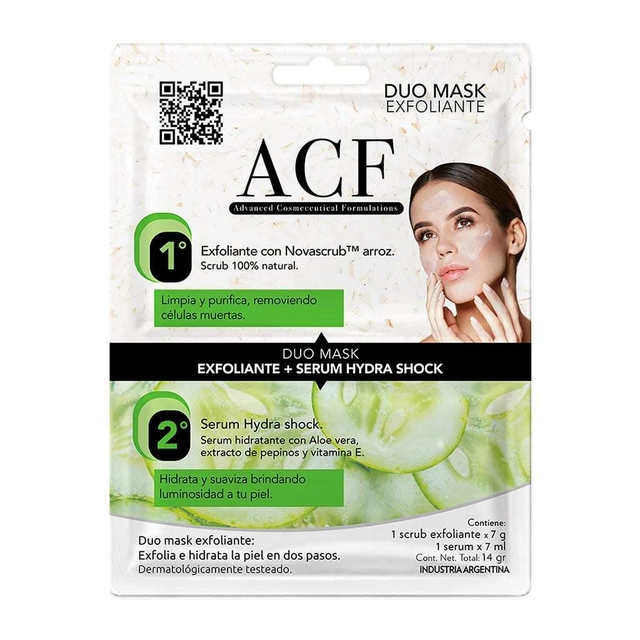 DUO MASK
EXFOLIANTE
ACF
Advanced Cosmeceutical Formulations
1°
Exfoliante con Novascrub™ arroz.
Scrub 100% natural.
Limpia y purifica, removiendo
células muertas.
DUO MASK
EXFOLIANTE + SERUM HYDRA SHOCK
2°
Serum Hydra shock.
Serum hidratante con Aloe vera,
extracto de pepinos y vitamina E.
Hidrata y suaviza brindando
luminosidad a tu piel.
Duo mask exfoliante:
Exfolia e hidrata la piel en dos pasos.
Dermatológicamente testeado.
Contiene:
1 scrub exfoliante x 7 g
1 serum x 7 ml
Cont. Net. Total: 14 gr
INDUSTRIA ARGENTINA